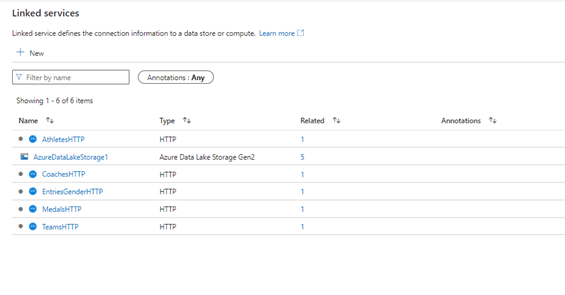 Linked services
Linked service defines the connection information to a data store or compute. Learn more
+ New
Filter by name Annotations : Any
Showing 1 - 6 of 6 items
Name Type Related Annotations
AthletesHTTP HTTP 1
AzureDataLakeStorage1 Azure Data Lake Storage Gen2 5
CoachesHTTP HTTP 1
EntriesGenderHTTP HTTP 1
MedalsHTTP HTTP 1
TeamsHTTP HTTP 1